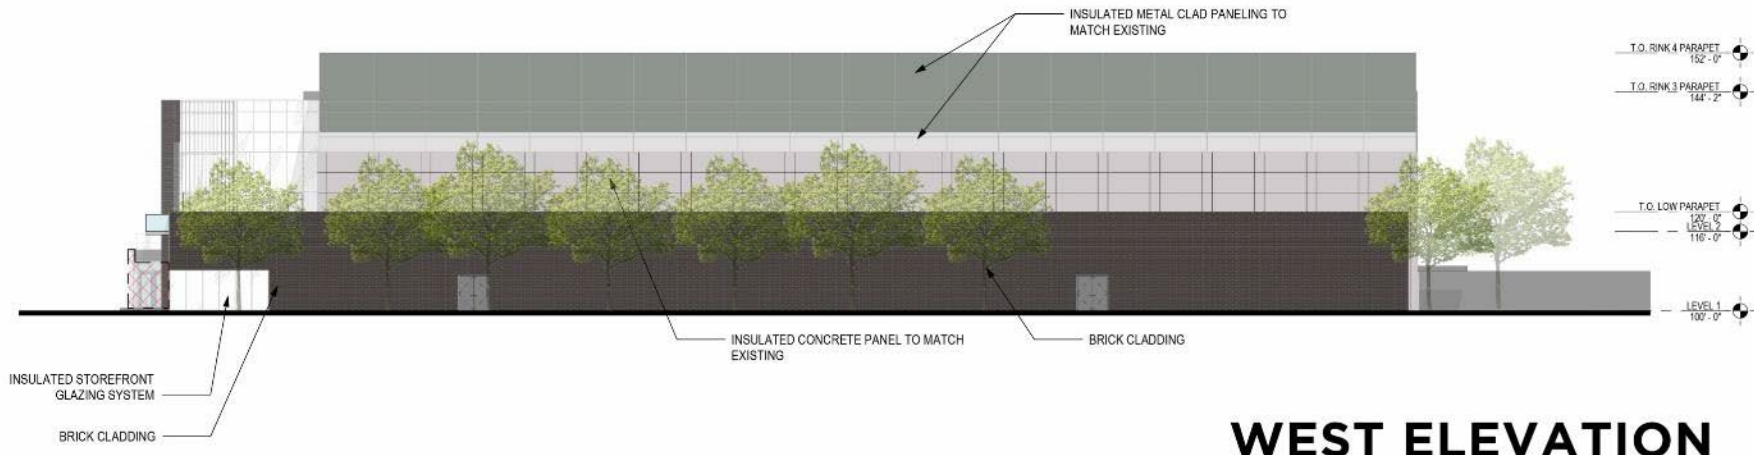 INSULATED METAL CLAD PANELING TO
MATCH EXISTING
T.O. RINK 4 PARAPET
152' - 0"
T.O. RINK 3 PARAPET
144' - 2"
T.O. LOW PARAPET
120' - 0"
LEVEL 2
116' - 0"
LEVEL 1
100' - 0"
INSULATED CONCRETE PANEL TO MATCH
EXISTING
BRICK CLADDING
INSULATED STOREFRONT
GLAZING SYSTEM
BRICK CLADDING
WEST ELEVATION